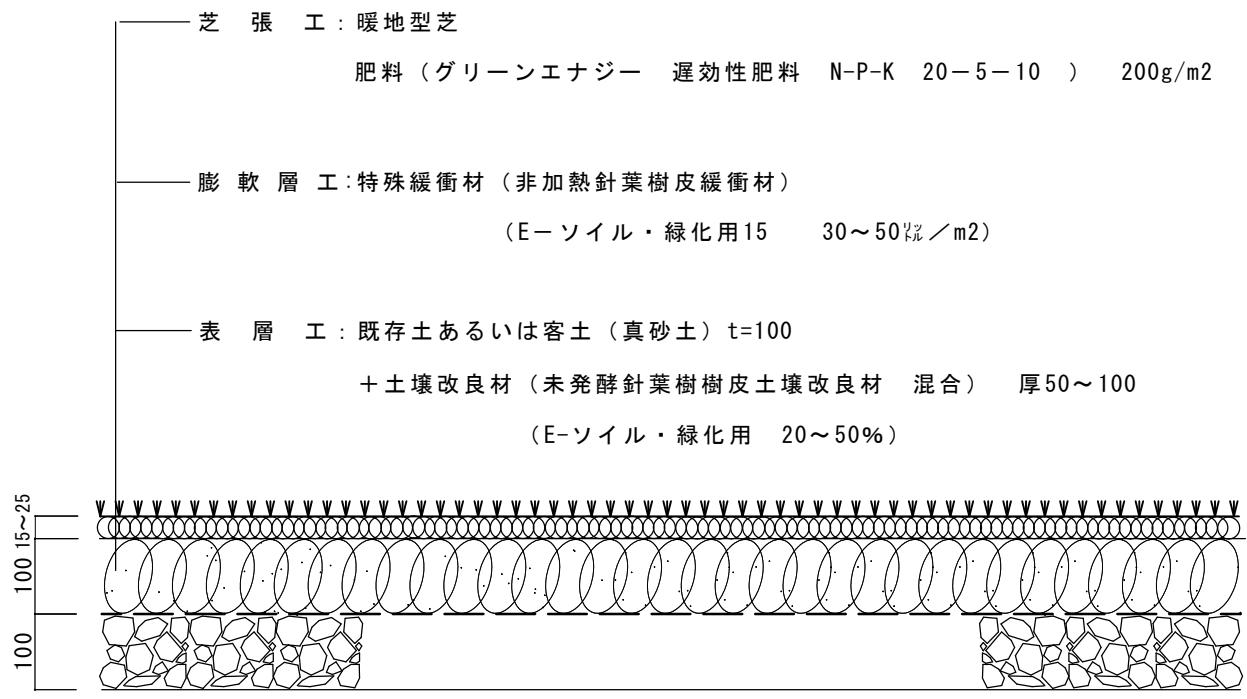 芝 張 工：暖地型芝
肥料（グリーンエナジー 遅効性肥料 N-P-K 20－5－10 ） 200g/m2
膨 軟 層 工：特殊緩衝材（非加熱針葉樹皮緩衝材）
（E－ソイル・緑化用15 30～50㍑／m2）
表 層 工：既存土あるいは客土（真砂土）t=100
＋土壌改良材（未発酵針葉樹樹皮土壌改良材 混合） 厚50～100
（E-ソイル・緑化用 20～50%）
15~25
100
100